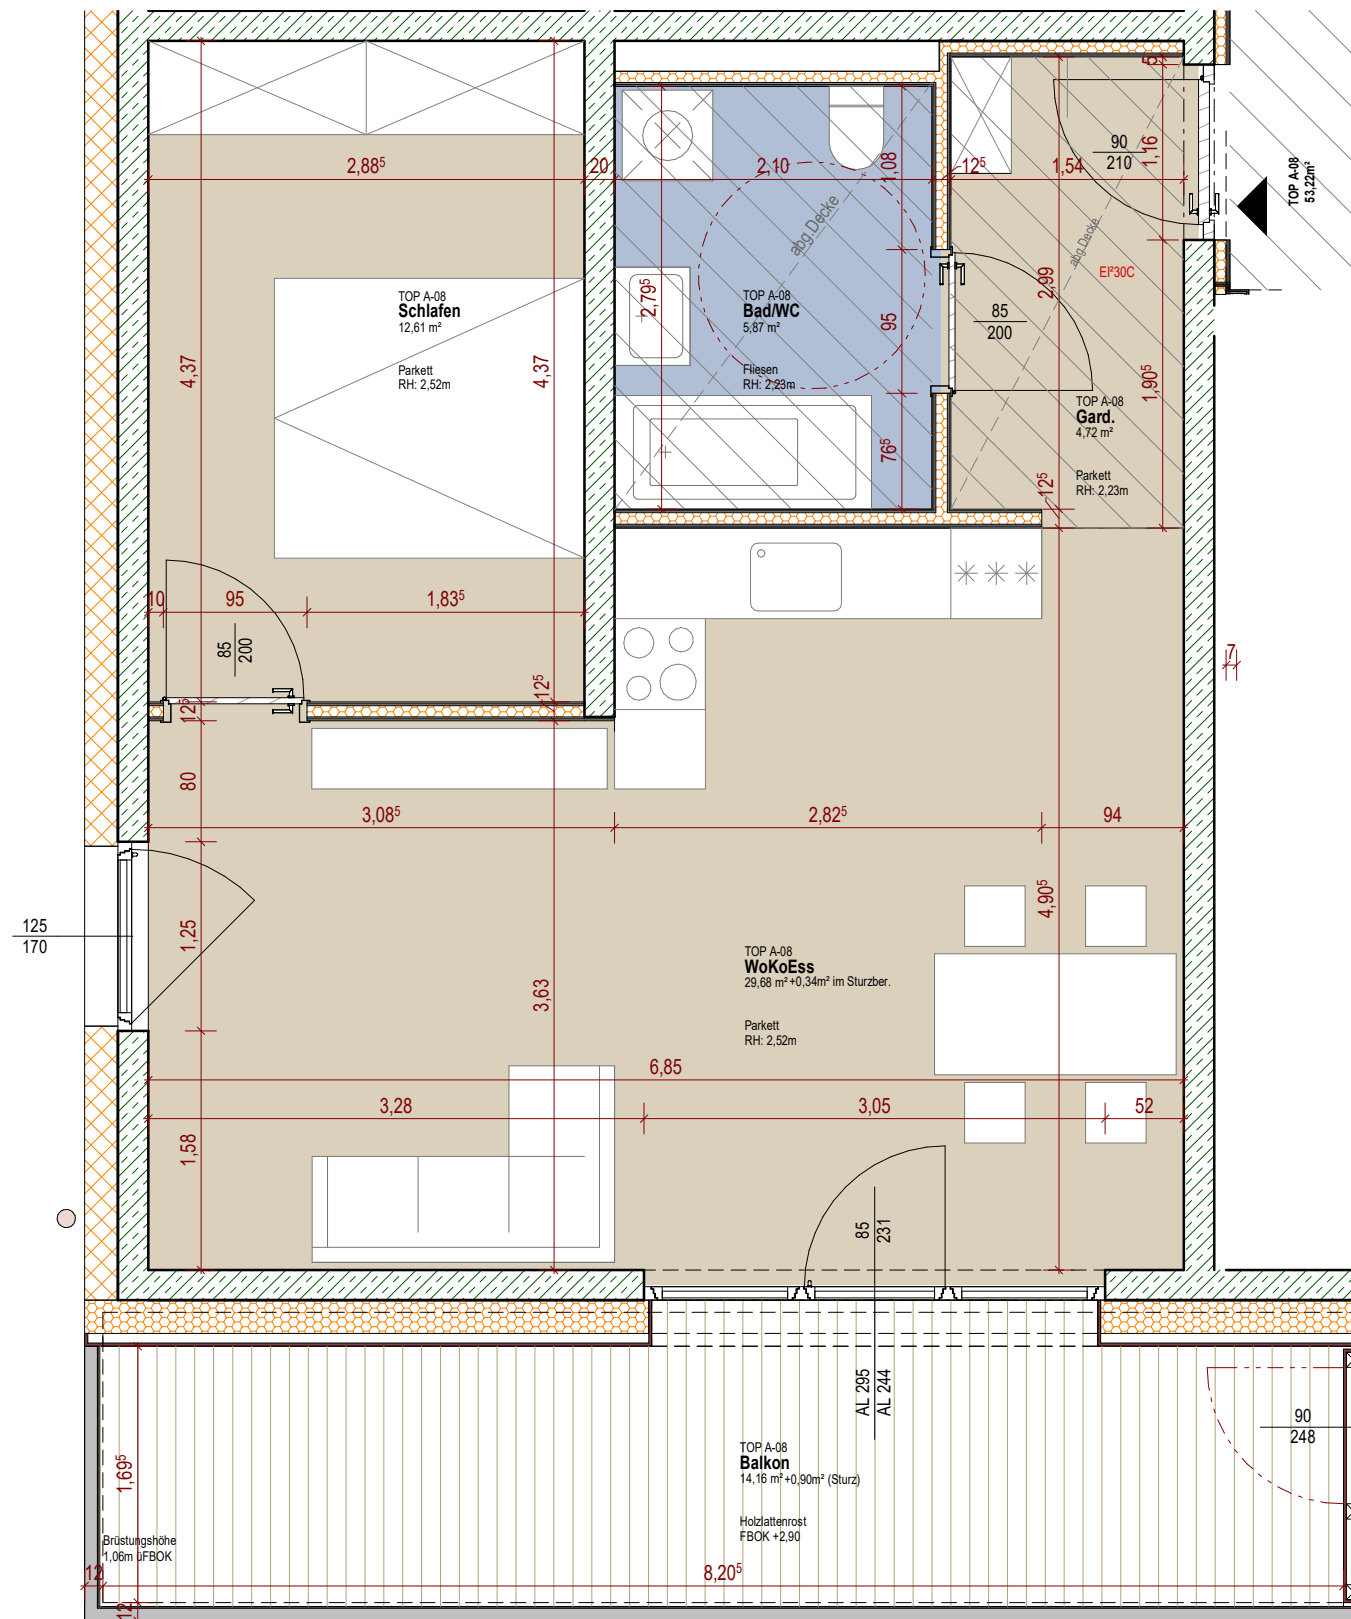 5
90
210
1,16
TOP A-08
53,22m²
2,88⁵
20
2,10
1,08
12⁵
1,54
abg.Decke
abg.Decke
EI²30C
2,99
2,79⁵
TOP A-08
Schlafen
12,61 m²
Parkett
RH: 2,52m
TOP A-08
Bad/WC
5,87 m²
Fliesen
RH: 2,23m
85
200
95
4,37
4,37
1,90⁵
TOP A-08
Gard.
4,72 m²
Parkett
RH: 2,23m
76⁵
12⁵
10
95
1,83⁵
85
200
7
12⁵
12⁵
80
3,08⁵
2,82⁵
94
4,90⁵
125
170
1,25
TOP A-08
WoKoEss
29,68 m²+0,34m² im Sturzber.
Parkett
RH: 2,52m
3,63
6,85
3,28
3,05
52
1,58
85
231
AL 295
AL 244
90
248
TOP A-08
Balkon
14,16 m²+0,90m² (Sturz)
Holzlattenrost
FBOK +2,90
1,69⁵
Brüstungshöhe
1,06m üFBOK
12
8,20⁵
12